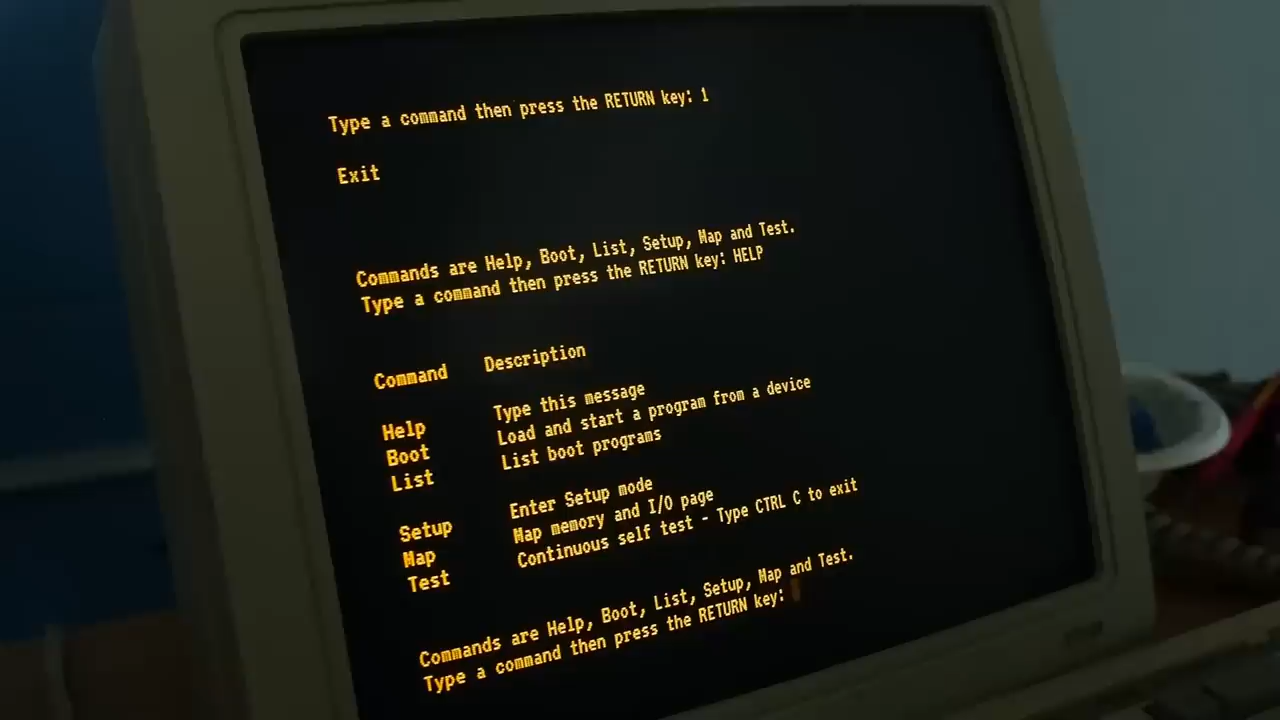 Type a command then press the RETURN key: 1
Exit
Commands are Help, Boot, List, Setup, Map and Test.
Type a command then press the RETURN key: HELP
Command Description
Help Type this message
Boot Load and start a program from a device
List List boot programs
Setup Enter Setup mode
Map Map memory and I/O page
Test Continuous self test - Type CTRL C to exit
Commands are Help, Boot, List, Setup, Map and Test.
Type a command then press the RETURN key: